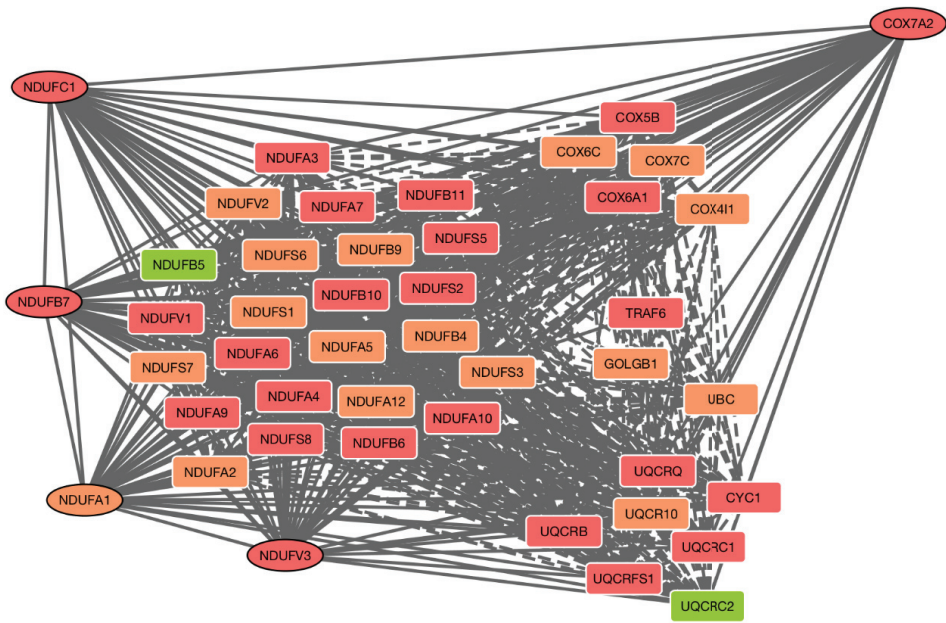 COX7A2
NDUFC1
COX5B
COX6C
COX7C
NDUFA3
NDUFB11
COX6A1
NDUFV2
NDUFA7
COX4I1
NDUFS5
NDUFB9
NDUFS6
NDUFB5
NDUFS2
NDUFB10
NDUFB7
NDUFS1
TRAF6
NDUFV1
NDUFB4
NDUFA5
NDUFA6
GOLGB1
NDUFS7
NDUFS3
NDUFA4
UBC
NDUFA12
NDUFA9
NDUFA10
NDUFS8
NDUFB6
NDUFA2
UQCRQ
NDUFA1
CYC1
UQCR10
UQCRB
UQCRC1
NDUFV3
UQCRFS1
UQCRC2